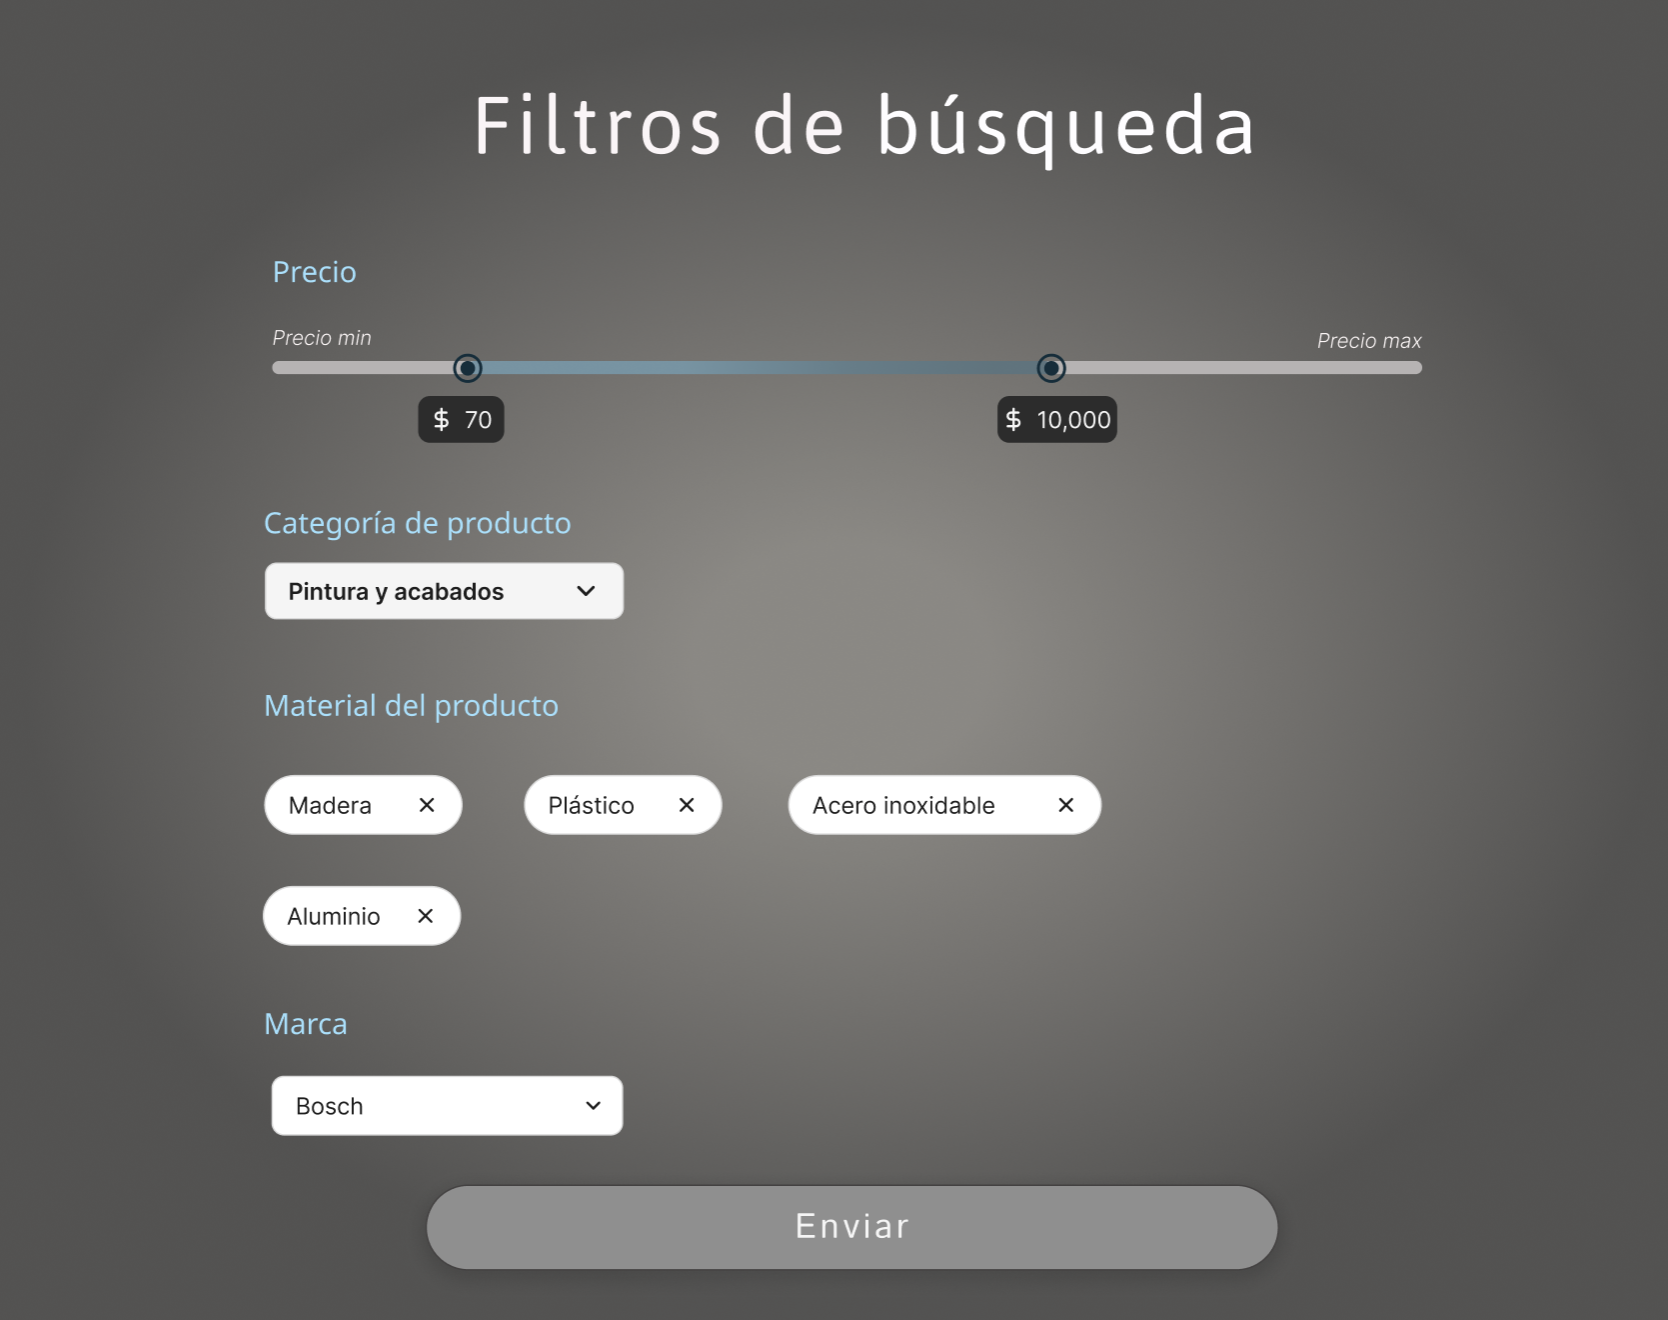 Filtros de búsqueda
Precio
Precio min
Precio max
$ 70
$ 10,000
Categoría de producto
Pintura y acabados
Material del producto
Madera
Plástico
Acero inoxidable
Aluminio
Marca
Bosch
Enviar